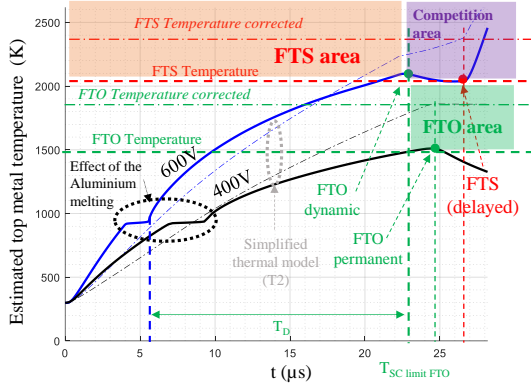 Estimated top metal temperature (K)
2500
2000
1500
1000
500
0
FTS Temperature corrected
Competition
area
FTS area
FTS Temperature
FTO Temperature corrected
FTO area
FTO Temperature
Effect of the
Aluminium
melting
600V
400V
FTO
dynamic
FTS
(delayed)
Simplified
thermal model
(T2)
FTO
permanent
T_D
0
5
10
15
20
25
t (µs)
T_SC limit FTO